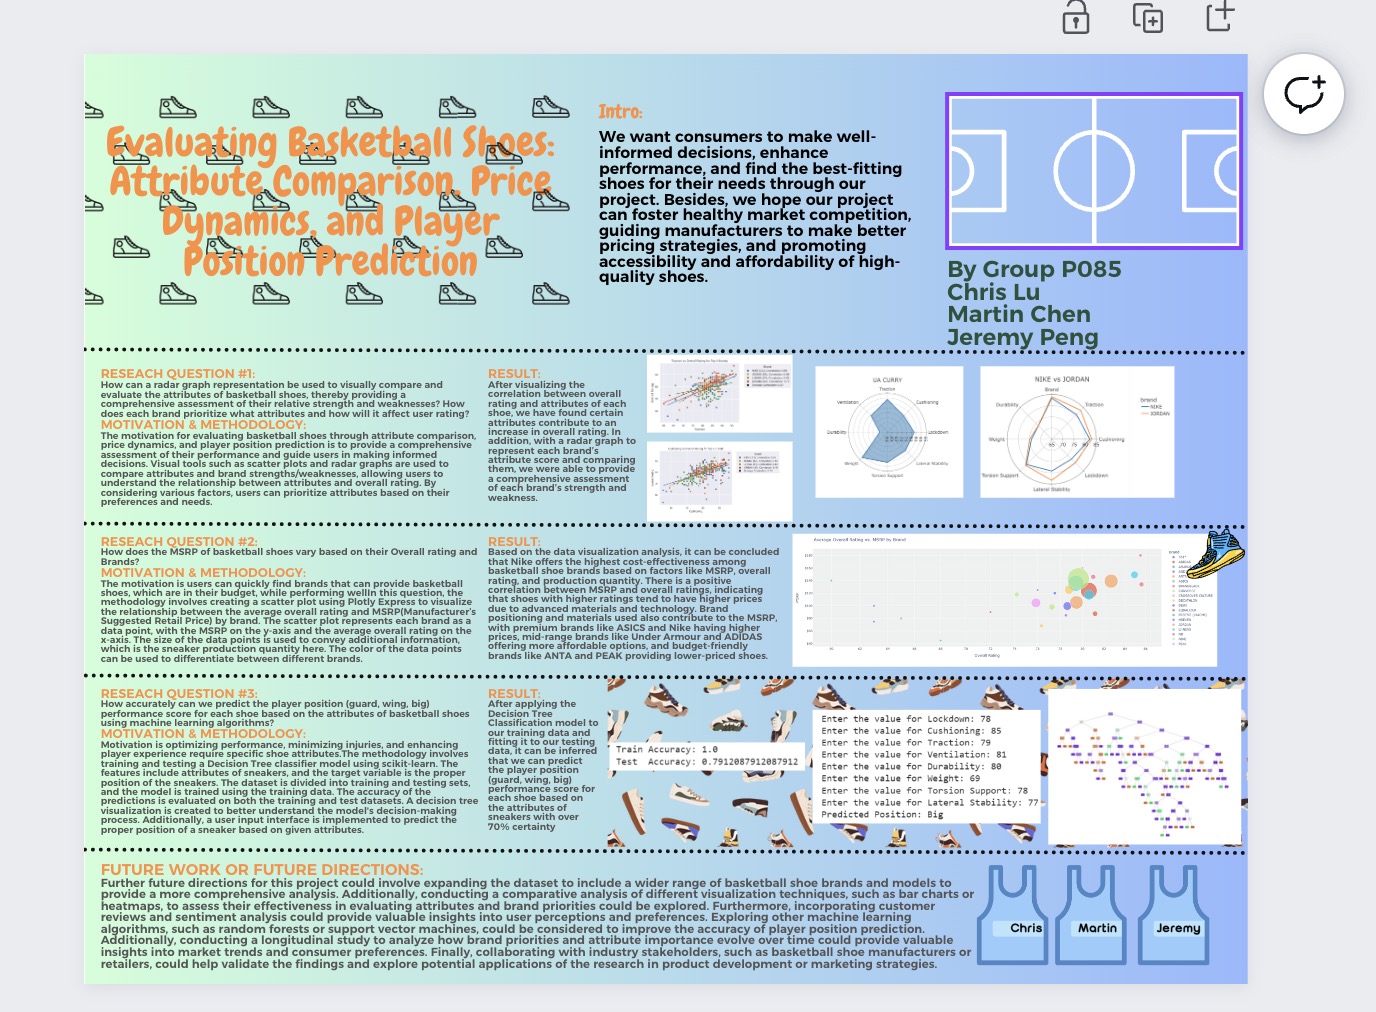 Evaluating Basketball Shoes:
Attribute Comparison, Price
Dynamics, and Player
Position Prediction
Intro:
We want consumers to make well-
informed decisions, enhance
performance, and find the best-fitting
shoes for their needs through our
project. Besides, we hope our project
can foster healthy market competition,
guiding manufacturers to make better
pricing strategies, and promoting
accessibility and affordability of high-
quality shoes.
By Group P085
Chris Lu
Martin Chen
Jeremy Peng
RESEACH QUESTION #1:
How can a radar graph representation be used to visually compare and
evaluate the attributes of basketball shoes, thereby providing a
comprehensive assessment of their relative strength and weaknesses? How
does each brand prioritize what attributes and how will it affect user rating?
MOTIVATION & METHODOLOGY:
The motivation for evaluating basketball shoes through attribute comparison,
price dynamics, and player position prediction is to provide a comprehensive
assessment of their performance and guide users in making informed
decisions. Visual tools such as scatter plots and radar graphs are used to
compare attributes and brand strengths/weaknesses, allowing users to
understand the relationship between attributes and overall rating. By
considering various factors, users can prioritize attributes based on their
preferences and needs.
RESULT:
After visualizing the
correlation between overall
rating and attributes of each
shoe, we have found certain
attributes contribute to an
increase in overall rating. In
addition, with a radar graph to
represent each brand's
attribute score and comparing
them, we were able to provide
a comprehensive assessment
of each brand's strength and
weakness.
UA CURRY
Traction
Ventilation
Cushioning
Durability
Lockdown
Weight
Lateral Stability
Torsion Support
NIKE vs JORDAN
Brand
Durability
Traction
Weight
65 70 75 80 85
Cushioning
Torsion Support
Lockdown
Lateral Stability
brand
NIKE
JORDAN
RESEACH QUESTION #2:
How does the MSRP of basketball shoes vary based on their Overall rating and
Brands?
MOTIVATION & METHODOLOGY:
The motivation is users can quickly find brands that can provide basketball
shoes, which are in their budget, while performing wellIn this question, the
methodology involves creating a scatter plot using Plotly Express to visualize
the relationship between the average overall rating and MSRP(Manufacturer's
Suggested Retail Price) by brand. The scatter plot represents each brand as a
data point, with the MSRP on the y-axis and the average overall rating on the
x-axis. The size of the data points is used to convey additional information,
which is the sneaker production quantity here. The color of the data points
can be used to differentiate between different brands.
RESULT:
Based on the data visualization analysis, it can be concluded
that Nike offers the highest cost-effectiveness among
basketball shoe brands based on factors like MSRP, overall
rating, and production quantity. There is a positive
correlation between MSRP and overall ratings, indicating
that shoes with higher ratings tend to have higher prices
due to advanced materials and technology. Brand
positioning and materials used also contribute to the MSRP,
with premium brands like ASICS and Nike having higher
prices, mid-range brands like Under Armour and ADIDAS
offering more affordable options, and budget-friendly
brands like ANTA and PEAK providing lower-priced shoes.
Average Overall Rating vs. MSRP by Brand
Overall Rating
RESEACH QUESTION #3:
How accurately can we predict the player position (guard, wing, big)
performance score for each shoe based on the attributes of basketball shoes
using machine learning algorithms?
MOTIVATION & METHODOLOGY:
Motivation is optimizing performance, minimizing injuries, and enhancing
player experience require specific shoe attributes.The methodology involves
training and testing a Decision Tree classifier model using scikit-learn. The
features include attributes of sneakers, and the target variable is the proper
position of the sneakers. The dataset is divided into training and testing sets,
and the model is trained using the training data. The accuracy of the
predictions is evaluated on both the training and test datasets. A decision tree
visualization is created to better understand the model's decision-making
process. Additionally, a user input interface is implemented to predict the
proper position of a sneaker based on given attributes.
RESULT:
After applying the
Decision Tree
Classification model to
our training data and
fitting it to our testing
data, it can be inferred
that we can predict
the player position
(guard, wing, big)
performance score for
each shoe based on
the attributes of
sneakers with over
70% certainty
Train Accuracy: 1.0
Test Accuracy: 0.7912087912087912
Enter the value for Lockdown: 78
Enter the value for Cushioning: 85
Enter the value for Traction: 79
Enter the value for Ventilation: 81
Enter the value for Durability: 80
Enter the value for Weight: 69
Enter the value for Torsion Support: 78
Enter the value for Lateral Stability: 77
Predicted Position: Big
FUTURE WORK OR FUTURE DIRECTIONS:
Further future directions for this project could involve expanding the dataset to include a wider range of basketball shoe brands and models to
provide a more comprehensive analysis. Additionally, conducting a comparative analysis of different visualization techniques, such as bar charts or
heatmaps, to assess their effectiveness in evaluating attributes and brand priorities could be explored. Furthermore, incorporating customer
reviews and sentiment analysis could provide valuable insights into user perceptions and preferences. Exploring other machine learning
algorithms, such as random forests or support vector machines, could be considered to improve the accuracy of player position prediction.
Additionally, conducting a longitudinal study to analyze how brand priorities and attribute importance evolve over time could provide valuable
insights into market trends and consumer preferences. Finally, collaborating with industry stakeholders, such as basketball shoe manufacturers or
retailers, could help validate the findings and explore potential applications of the research in product development or marketing strategies.
Chris
Martin
Jeremy